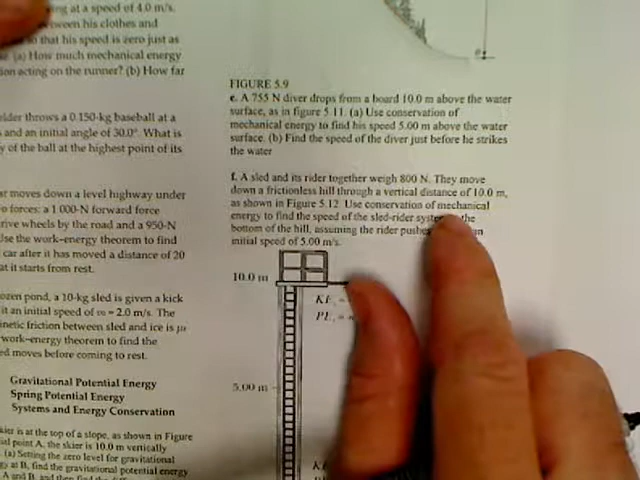 ng at a speed of 4.0 m/s.
ween his clothes and
that his speed is zero just as
(a) How much mechanical energy
ion acting on the runner? (b) How far
elder throws a 0.150-kg baseball at a
and an initial angle of 30.0°. What is
y of the ball at the highest point of its
moves down a level highway under
o forces: a 1 000-N forward force
rive wheels by the road and a 950-N
Use the work-energy theorem to find
car after it has moved a distance of 20
at it starts from rest.
ozen pond, a 10-kg sled is given a kick
it an initial speed of = 2.0 m/s. The
inetic friction between sled and ice is
work-energy theorem to find the
ed moves before coming to rest.
Gravitational Potential Energy
Spring Potential Energy
Systems and Energy Conservation
kier is at the top of a slope, as shown in Figure
ial point A, the skier is 10.0 m vertically
(a) Setting the zero level for gravitational
gy at B, find the gravitational potential energy
A and B, and then find the
FIGURE 5.9
e. A 755 N diver drops from a board 10.0 m above the water
surface, as in figure 5.11. (a) Use conservation of
mechanical energy to find his speed 5.00 m above the water
surface. (b) Find the speed of the diver just before he strikes
the water
f. A sled and its rider together weigh 800 N. They move
down a frictionless hill through a vertical distance of 10.0 m,
as shown in Figure 5.12. Use conservation of mechanical
energy to find the speed of the sled-rider system the
bottom of the hill, assuming the rider pushes an
initial speed of 5.00 m/s.
10.0 m
KE =
PE =
5.00 m